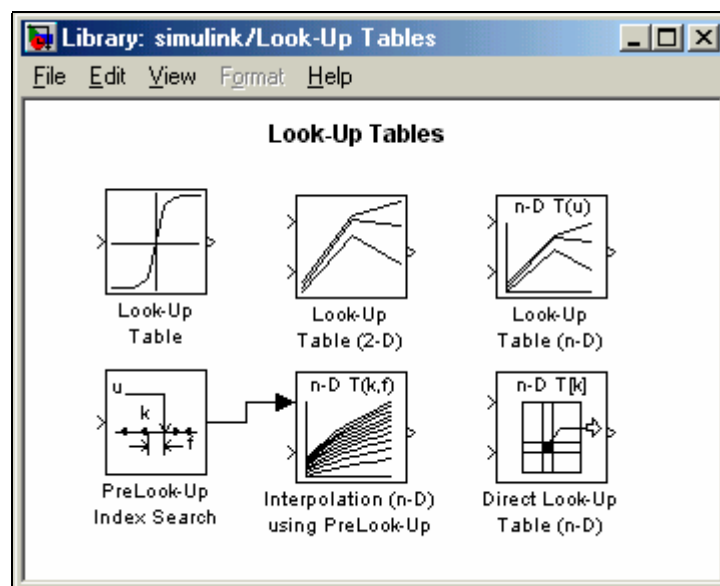 Library: simulink/Look-Up Tables
File Edit View Format Help
Look-Up Tables
n-D T(u)
Look-Up
Table
Look-Up
Table (2-D)
Look-Up
Table (n-D)
u
k
f
n-D T(k,f)
n-D T[k]
PreLook-Up
Index Search
Interpolation (n-D)
using PreLook-Up
Direct Look-Up
Table (n-D)